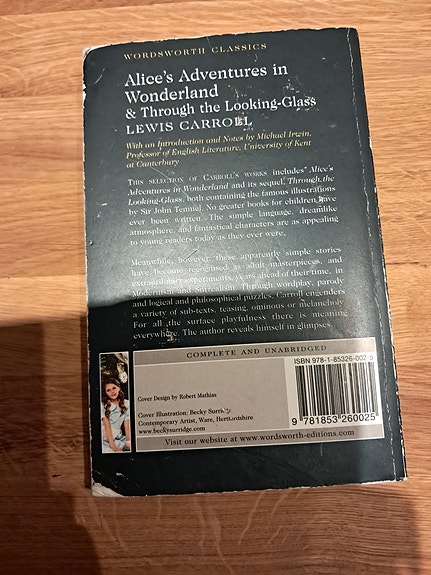 WORDSWORTH CLASSICS
Alice's Adventures in
Wonderland
& Through the Looking-Glass
LEWIS CARROLL
With an Introduction and Notes by Michael Irwin,
Professor of English Literature, University of Kent
at Canterbury
THIS SELECTION OF CARROLL'S WORKS includes Alice's
Adventures in Wonderland and its sequel, Through the
Looking-Glass, both containing the famous illustrations
by Sir John Tenniel. No greater books for children have
ever been written. The simple language, dreamlike
atmosphere, and fantastical characters are as appealing
to young readers today as they ever were.
Meanwhile, however, these apparently simple stories
have become recognised as adult masterpieces, and
extraordinary experiments, years ahead of their time, in
Modernism and Surrealism. Through wordplay, parody
and logical and philosophical puzzles, Carroll engenders
a variety of sub-texts, teasing, ominous or melancholy.
For all the surface playfulness there is meaning
everywhere. The author reveals himself in glimpses.
COMPLETE AND UNABRIDGED
ISBN 978-1-85326-002-5
Cover Design by Robert Mathias
Cover Illustration: Becky Surridge
Contemporary Artist, Ware, Hertfordshire
www.beckysurridge.com
9 781853 260025
Visit our website at www.wordsworth-editions.com